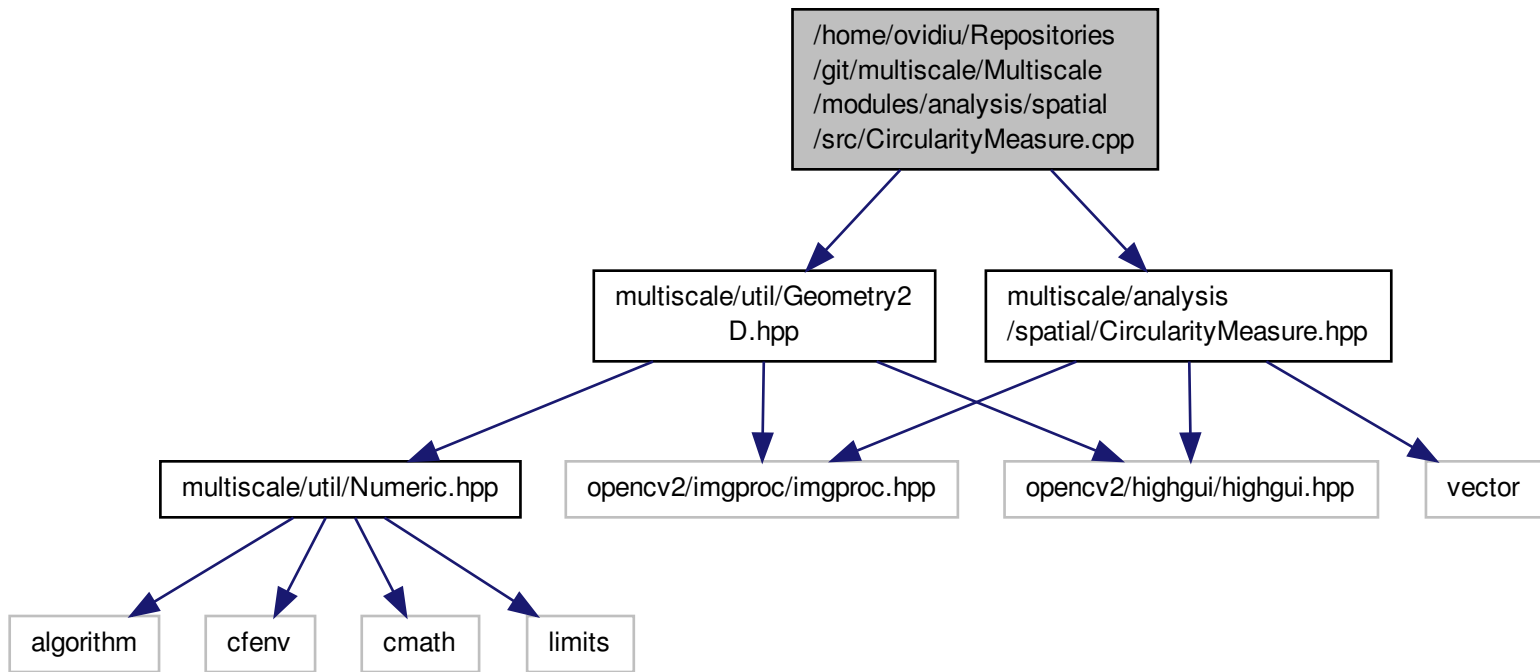 /home/ovidiu/Repositories
/git/multiscale/Multiscale
/modules/analysis/spatial
/src/CircularityMeasure.cpp
multiscale/util/Geometry2
D.hpp
multiscale/analysis
/spatial/CircularityMeasure.hpp
multiscale/util/Numeric.hpp
opencv2/imgproc/imgproc.hpp
opencv2/highgui/highgui.hpp
vector
algorithm
cfenv
cmath
limits